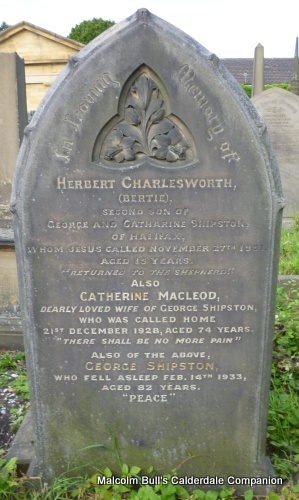 In Loving Memory of
HERBERT CHARLESWORTH,
(BERTIE),
SECOND SON OF
GEORGE AND CATHARINE SHIPSTON,
OF HALIFAX,
WHOM JESUS CALLED NOVEMBER 27TH
AGED 15 YEARS.
"RETURNED TO THE SHEPHERD"
ALSO
CATHERINE MACLEOD,
DEARLY LOVED WIFE OF GEORGE SHIPSTON,
WHO WAS CALLED HOME
21ST DECEMBER 1928, AGED 74 YEARS.
"THERE SHALL BE NO MORE PAIN"
ALSO OF THE ABOVE,
GEORGE SHIPSTON,
WHO FELL ASLEEP FEB. 14TH 1933,
AGED 82 YEARS.
"PEACE"
Malcolm Bull's Calderdale Companion